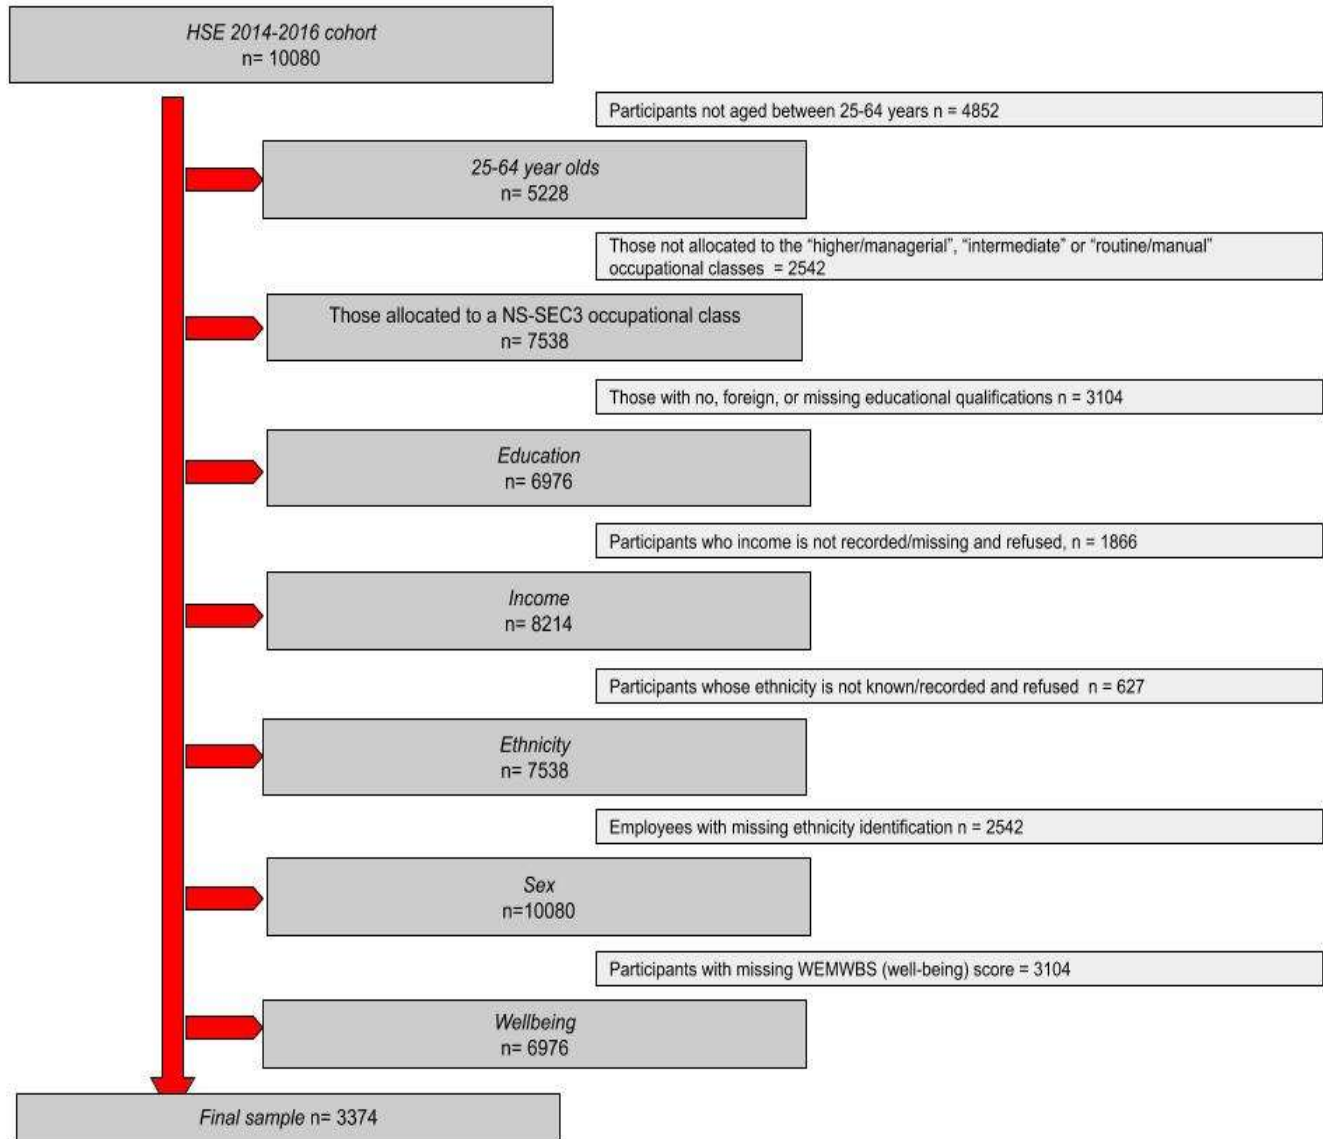 HSE 2014-2016 cohort
n= 10080
Participants not aged between 25-64 years n = 4852
25-64 year olds
n= 5228
Those not allocated to the “higher/managerial”, “intermediate” or “routine/manual”
occupational classes  = 2542
Those allocated to a NS-SEC3 occupational class
n= 7538
Those with no, foreign, or missing educational qualifications n = 3104
Education
n= 6976
Participants who income is not recorded/missing and refused, n = 1866
Income
n= 8214
Participants whose ethnicity is not known/recorded and refused  n = 627
Ethnicity
n= 7538
Employees with missing ethnicity identification n = 2542
Sex
n=10080
Participants with missing WEMWBS (well-being) score = 3104
Wellbeing
n= 6976
Final sample n= 3374